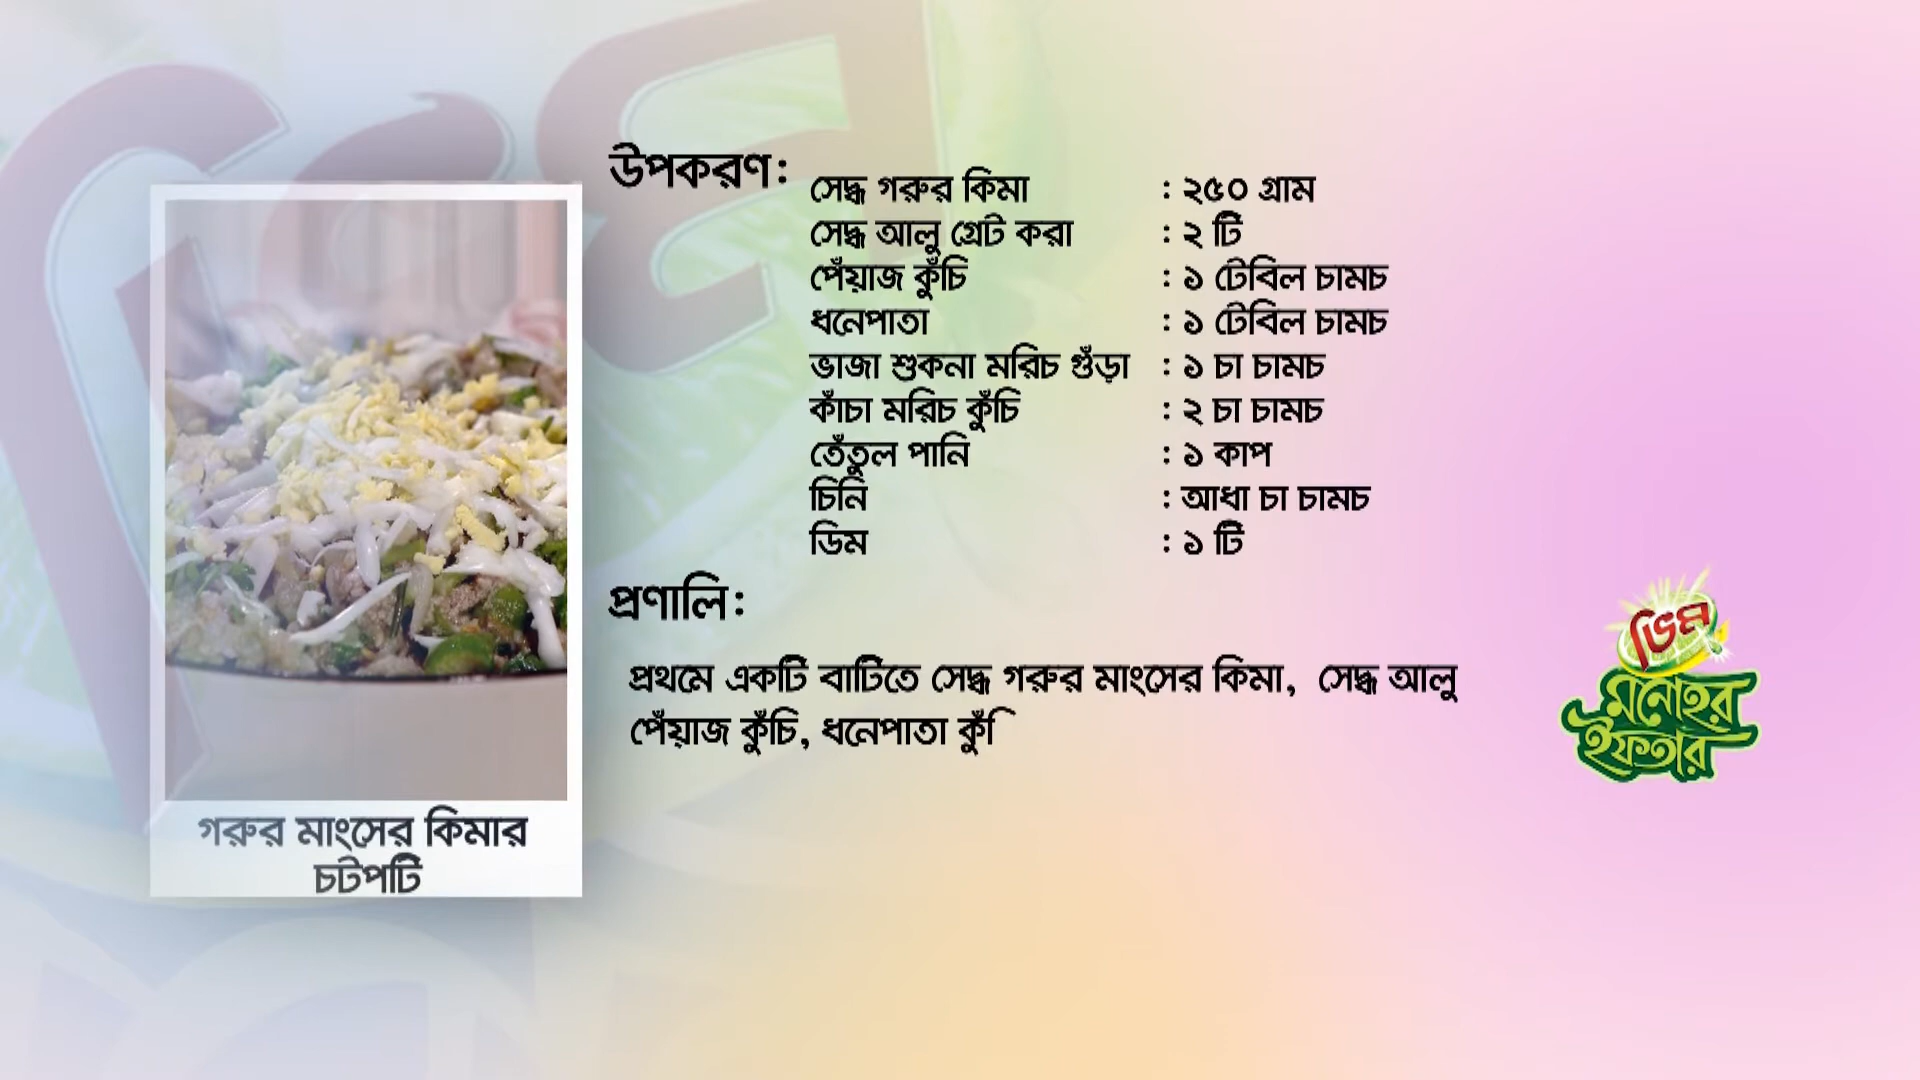 উপকরণ:
সেদ্ধ গরুর কিমা : ২৫০ গ্রাম
সেদ্ধ আলু গ্রেট করা : ২ টি
পেঁয়াজ কুঁচি : ১ টেবিল চামচ
ধনেপাতা : ১ টেবিল চামচ
ভাজা শুকনা মরিচ গুঁড়া : ১ চা চামচ
কাঁচা মরিচ কুঁচি : ২ চা চামচ
তেঁতুল পানি : ১ কাপ
চিনি : আধা চা চামচ
ডিম : ১ টি
প্রণালি:
প্রথমে একটি বাটিতে সেদ্ধ গরুর মাংসের কিমা, সেদ্ধ আলু
পেঁয়াজ কুঁচি, ধনেপাতা কুঁি
গরুর মাংসের কিমার
চটপটি
ভিম
মনোহর
ইফতার